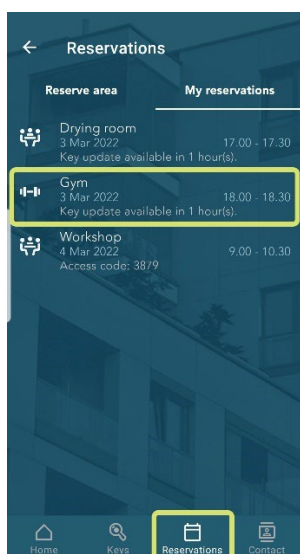 Reservations
Reserve area My reservations
Drying room
3 Mar 2022 17.00 - 17.30
Key update available in 1 hour(s).
Gym
3 Mar 2022 18.00 - 18.30
Key update available in 1 hour(s).
Workshop
4 Mar 2022 9.00 - 10.30
Access code: 3879
Home Keys Reservations Contact